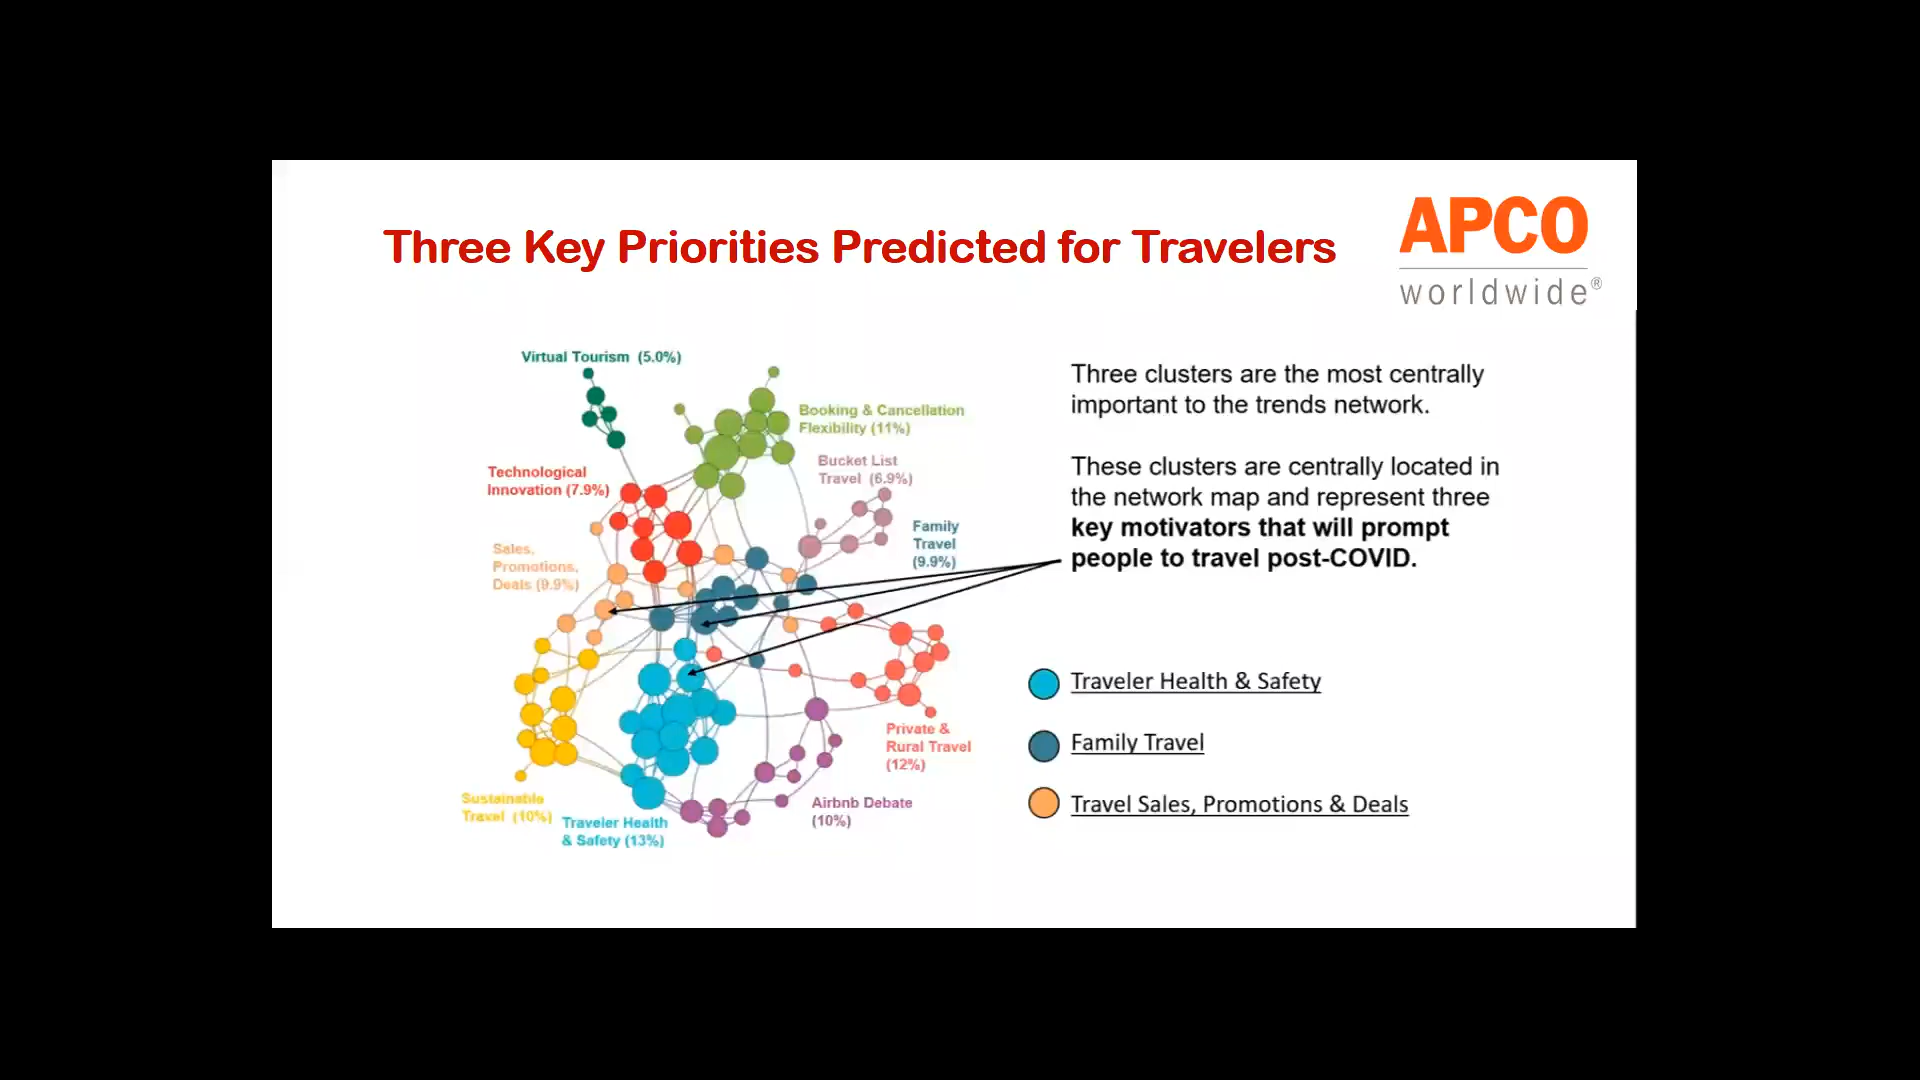 Three Key Priorities Predicted for Travelers
APCO
worldwide®
Virtual Tourism (5.0%)
Booking & Cancellation
Flexibility (11%)
Bucket List
Travel (6.9%)
Technological
Innovation (7.9%)
Family
Travel
(9.9%)
Sales,
Promotions,
Deals (9.9%)
Private &
Rural Travel
(12%)
Sustainable
Travel (10%)
Traveler Health
& Safety (13%)
Airbnb Debate
(10%)
Three clusters are the most centrally
important to the trends network.
These clusters are centrally located in
the network map and represent three
key motivators that will prompt
people to travel post-COVID.
Traveler Health & Safety
Family Travel
Travel Sales, Promotions & Deals